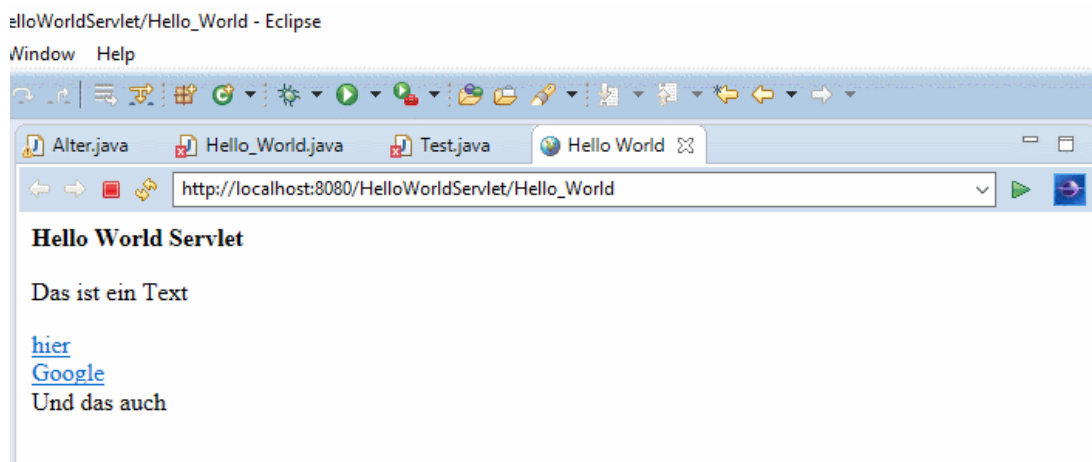 elloWorldServlet/Hello_World - Eclipse
Window Help
Alter.java Hello_World.java Test.java Hello World
http://localhost:8080/HelloWorldServlet/Hello_World
Hello World Servlet
Das ist ein Text
hier
Google
Und das auch